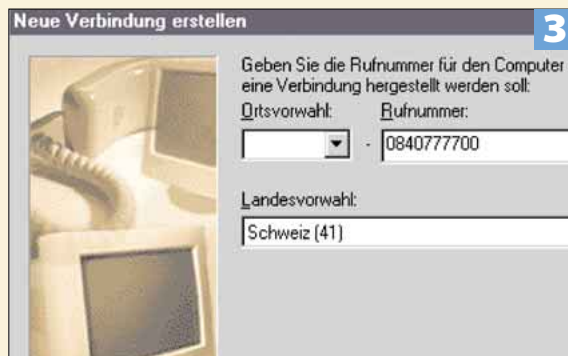 Neue Verbindung erstellen
3
Geben Sie die Rufnummer für den Computer
eine Verbindung hergestellt werden soll:
Ortsvorwahl: Rufnummer:
- 0840777700
Landesvorwahl:
Schweiz (41)